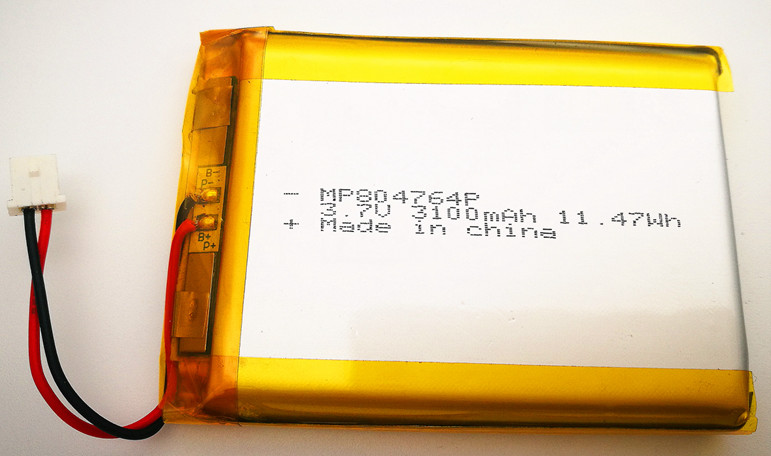 B-
P-
B+
P+
- MP804764P
3.7V 3100mAh 11.47Wh
+ Made in china